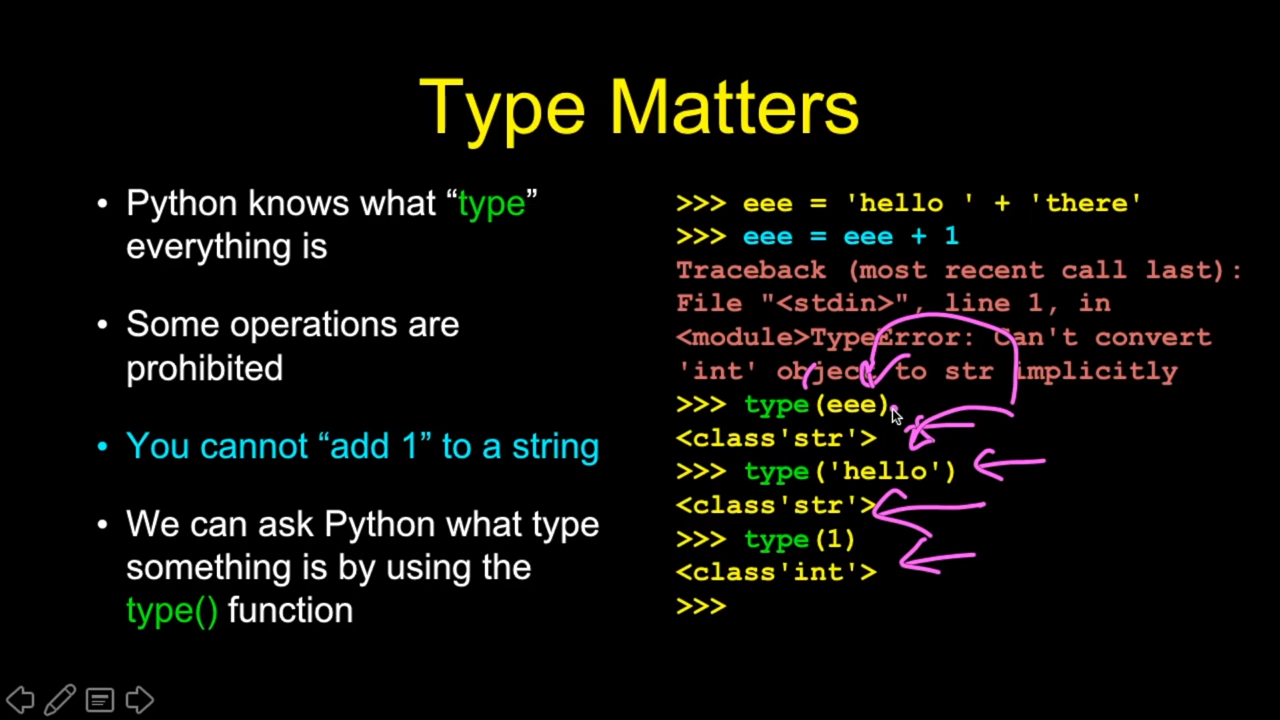 Type Matters
• Python knows what “type”
everything is
• Some operations are
prohibited
• You cannot “add 1” to a string
• We can ask Python what type
something is by using the
type() function
>>> eee = 'hello ' + 'there'
>>> eee = eee + 1
Traceback (most recent call last):
File "<stdin>", line 1, in
<module>TypeError: Can't convert
'int' object to str implicitly
>>> type(eee)
<class'str'>
>>> type('hello')
<class'str'>
>>> type(1)
<class'int'>
>>>